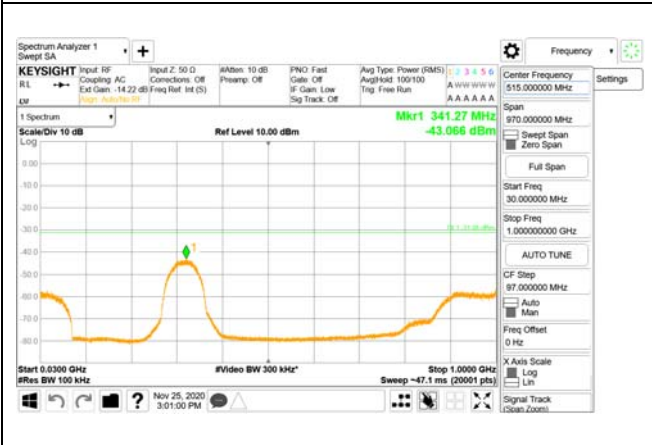 Spectrum Analyzer 1
Swept SA
Frequency
KEYSIGHT
Input: RF
Input Z: 50 Ω
#Atten: 10 dB
PNO: Fast
Avg Type: Power (RMS)
1 2 3 4 5 6
RL
Coupling: AC
Corrections: Off
Preamp: Off
Gate: Off
Avg|Hold: 100/100
A W W W W W
Ext Gain: -14.22 dB
Freq Ref: Int (S)
IF Gain: Low
Trig: Free Run
Align: Auto/No RF
Sig Track: Off
A A A A A A
1 Spectrum
Mkr1 341.27 MHz
Scale/Div 10 dB
Ref Level 10.00 dBm
-43.066 dBm
Log
0.00
-10.0
-20.0
-30.0
-40.0
-50.0
-60.0
-70.0
-80.0
1
Start 0.0300 GHz
#Video BW 300 kHz*
Stop 1.0000 GHz
#Res BW 100 kHz
Sweep ~47.1 ms (20001 pts)
Nov 25, 2020
3:01:00 PM
Center Frequency
515.000000 MHz
Settings
Span
970.000000 MHz
Swept Span
Zero Span
Full Span
Start Freq
30.000000 MHz
Stop Freq
1.000000000 GHz
AUTO TUNE
CF Step
97.000000 MHz
Auto
Man
Freq Offset
0 Hz
X Axis Scale
Log
Lin
Signal Track
(Span Zoom)